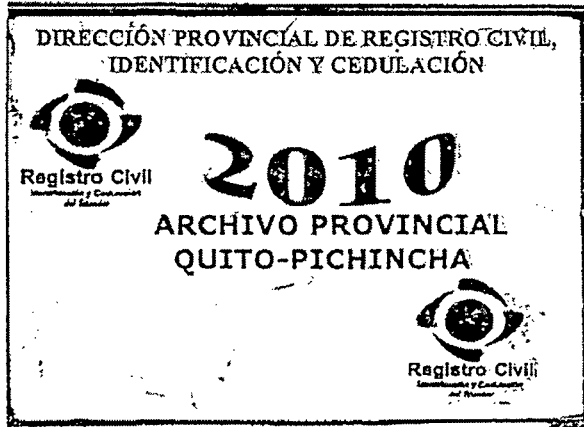 DIRECCIÓN PROVINCIAL DE REGISTRO CIVIL,
IDENTIFICACIÓN Y CEDULACIÓN
Registro Civil
2010
ARCHIVO PROVINCIAL
QUITO-PICHINCHA
Registro Civil